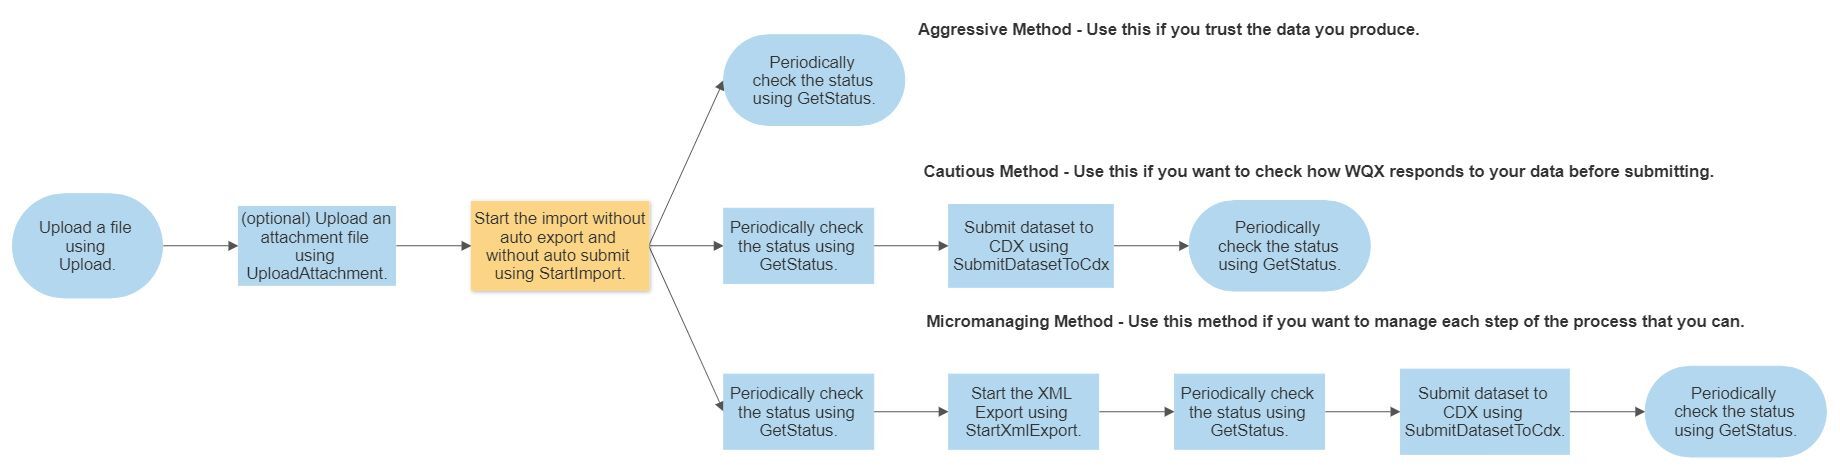 Aggressive Method - Use this if you trust the data you produce.
Periodically
check the status
using GetStatus.
Cautious Method - Use this if you want to check how WQX responds to your data before submitting.
Upload a file
using
Upload.
(optional) Upload an
attachment file
using
UploadAttachment.
Start the import without
auto export and
without auto submit
using StartImport.
Periodically check
the status using
GetStatus.
Submit dataset to
CDX using
SubmitDatasetToCdx
Periodically
check the status
using GetStatus.
Micromanaging Method - Use this method if you want to manage each step of the process that you can.
Periodically check
the status using
GetStatus.
Start the XML
Export using
StartXmlExport.
Periodically check
the status using
GetStatus.
Submit dataset to
CDX using
SubmitDatasetToCdx.
Periodically
check the status
using GetStatus.